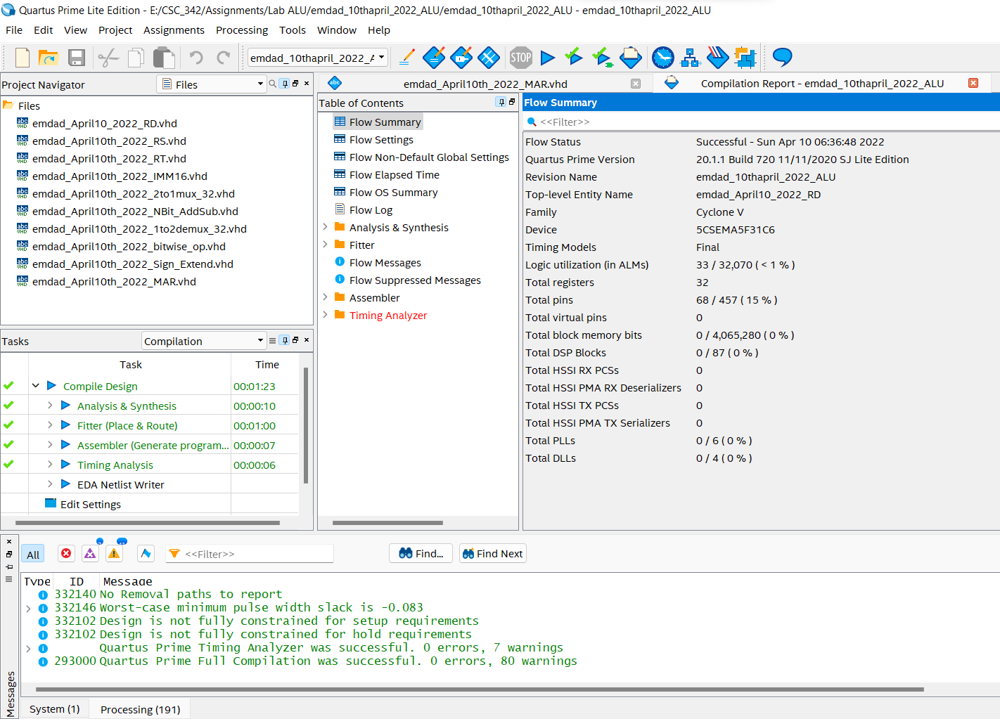 Quartus Prime Lite Edition - E:/CSC_342/Assignments/Lab ALU/emdad_10thapril_2022_ALU/emdad_10thapril_2022_ALU - emdad_10thapril_2022_ALU
File Edit View Project Assignments Processing Tools Window Help
emdad_10thapril_2022_A
STOP
Project Navigator
Files
Files
emdad_April10_2022_RD.vhd
emdad_April10th_2022_RS.vhd
emdad_April10th_2022_RT.vhd
emdad_April10th_2022_IMM16.vhd
emdad_April10th_2022_2to1mux_32.vhd
emdad_April10th_2022_NBit_AddSub.vhd
emdad_April10th_2022_1to2demux_32.vhd
emdad_April10th_2022_bitwise_op.vhd
emdad_April10th_2022_Sign_Extend.vhd
emdad_April10th_2022_MAR.vhd
Tasks
Compilation
Task Time
Compile Design 00:01:23
Analysis & Synthesis 00:00:10
Fitter (Place & Route) 00:01:00
Assembler (Generate program... 00:00:07
Timing Analysis 00:00:06
EDA Netlist Writer
Edit Settings
emdad_April10th_2022_MAR.vhd
Compilation Report - emdad_10thapril_2022_ALU
Table of Contents
Flow Summary
Flow Settings
Flow Non-Default Global Settings
Flow Elapsed Time
Flow OS Summary
Flow Log
Analysis & Synthesis
Fitter
Flow Messages
Flow Suppressed Messages
Assembler
Timing Analyzer
Flow Summary
<<Filter>>
Flow Status Successful - Sun Apr 10 06:36:48 2022
Quartus Prime Version 20.1.1 Build 720 11/11/2020 SJ Lite Edition
Revision Name emdad_10thapril_2022_ALU
Top-level Entity Name emdad_April10_2022_RD
Family Cyclone V
Device 5CSEMA5F31C6
Timing Models Final
Logic utilization (in ALMs) 33 / 32,070 ( < 1 % )
Total registers 32
Total pins 68 / 457 ( 15 % )
Total virtual pins 0
Total block memory bits 0 / 4,065,280 ( 0 % )
Total DSP Blocks 0 / 87 ( 0 % )
Total HSSI RX PCSs 0
Total HSSI PMA RX Deserializers 0
Total HSSI TX PCSs 0
Total HSSI PMA TX Serializers 0
Total PLLs 0 / 6 ( 0 % )
Total DLLs 0 / 4 ( 0 % )
All
<<Filter>>
Find...
Find Next
Type ID Message
332140 No Removal paths to report
332146 Worst-case minimum pulse width slack is -0.083
332102 Design is not fully constrained for setup requirements
332102 Design is not fully constrained for hold requirements
Quartus Prime Timing Analyzer was successful. 0 errors, 7 warnings
293000 Quartus Prime Full Compilation was successful. 0 errors, 80 warnings
Messages
System (1)
Processing (191)